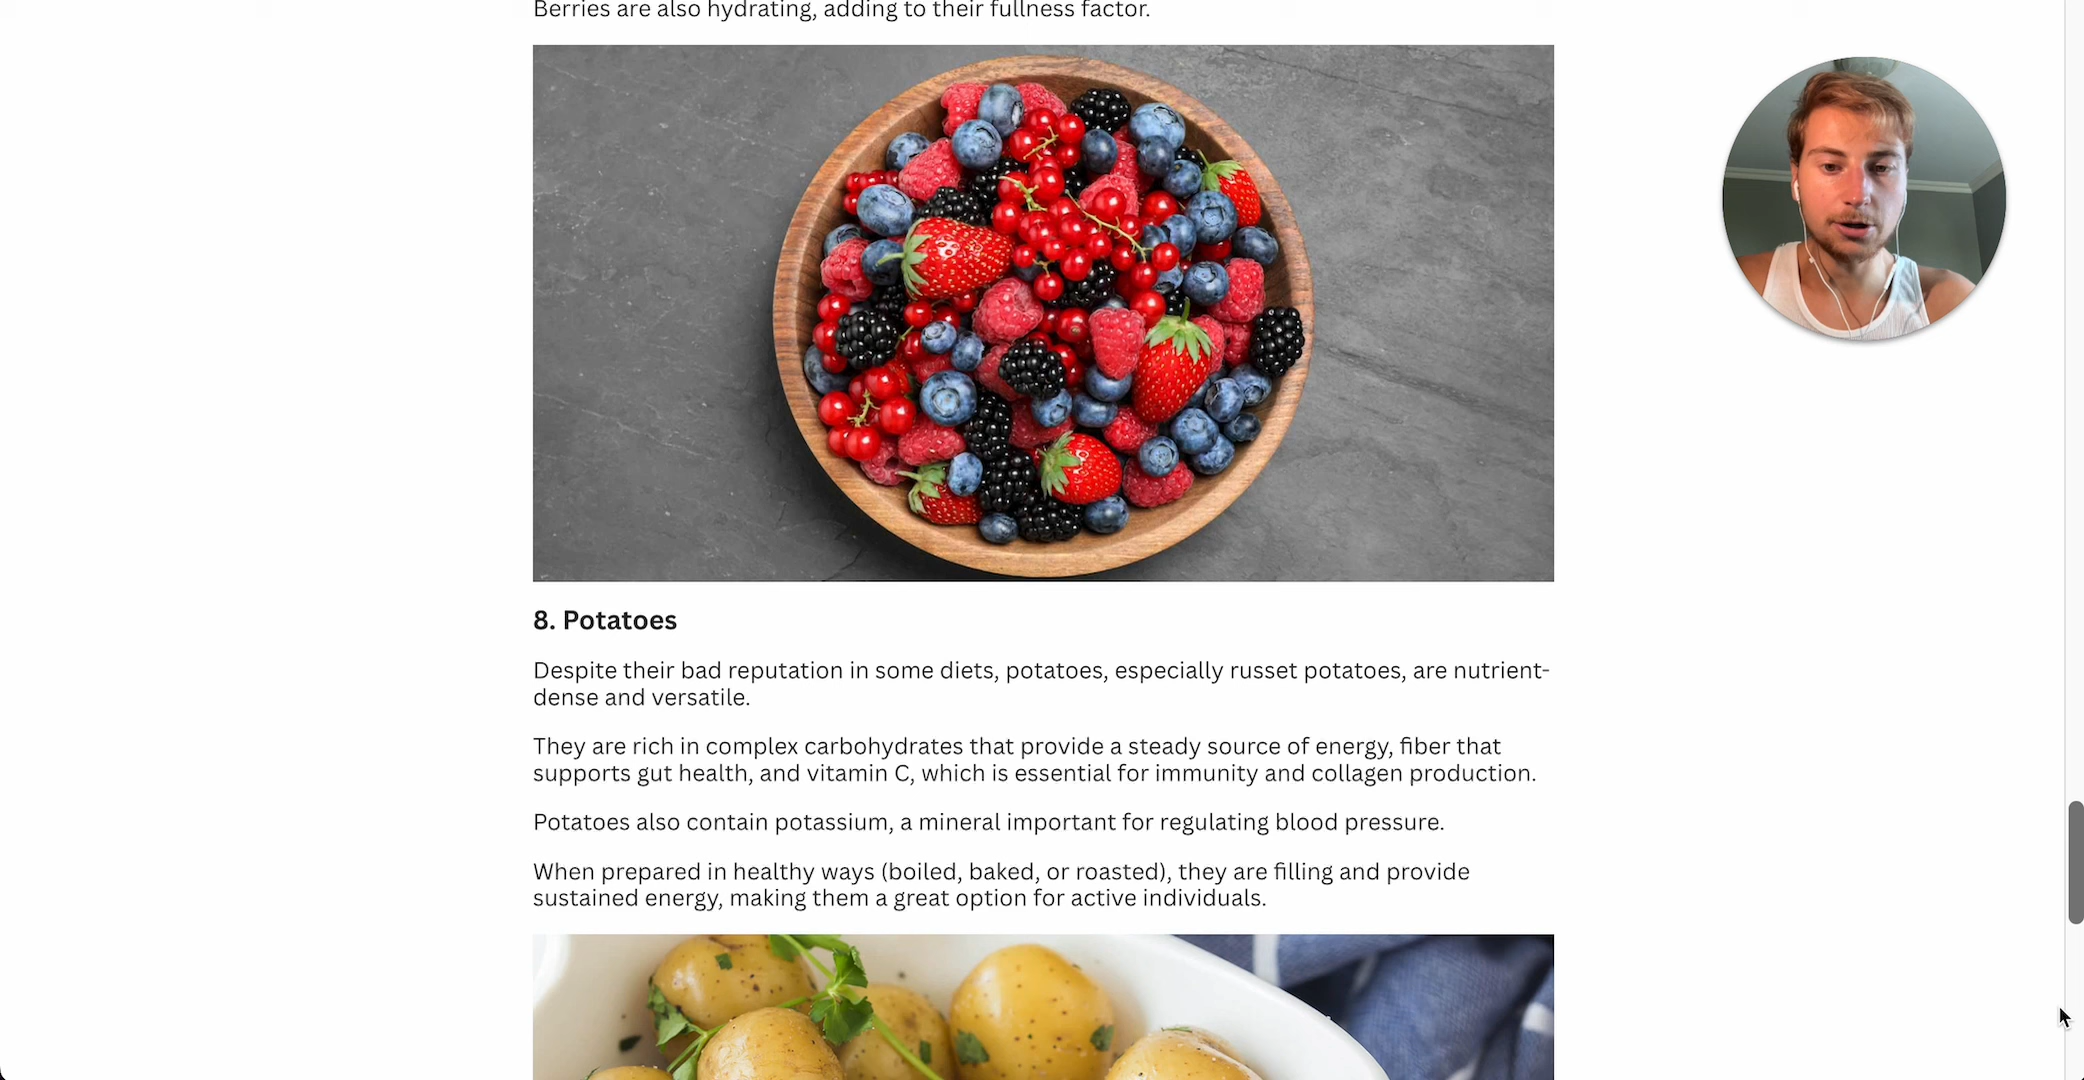 Berries are also hydrating, adding to their fullness factor.
8. Potatoes
Despite their bad reputation in some diets, potatoes, especially russet potatoes, are nutrient-
dense and versatile.
They are rich in complex carbohydrates that provide a steady source of energy, fiber that
supports gut health, and vitamin C, which is essential for immunity and collagen production.
Potatoes also contain potassium, a mineral important for regulating blood pressure.
When prepared in healthy ways (boiled, baked, or roasted), they are filling and provide
sustained energy, making them a great option for active individuals.